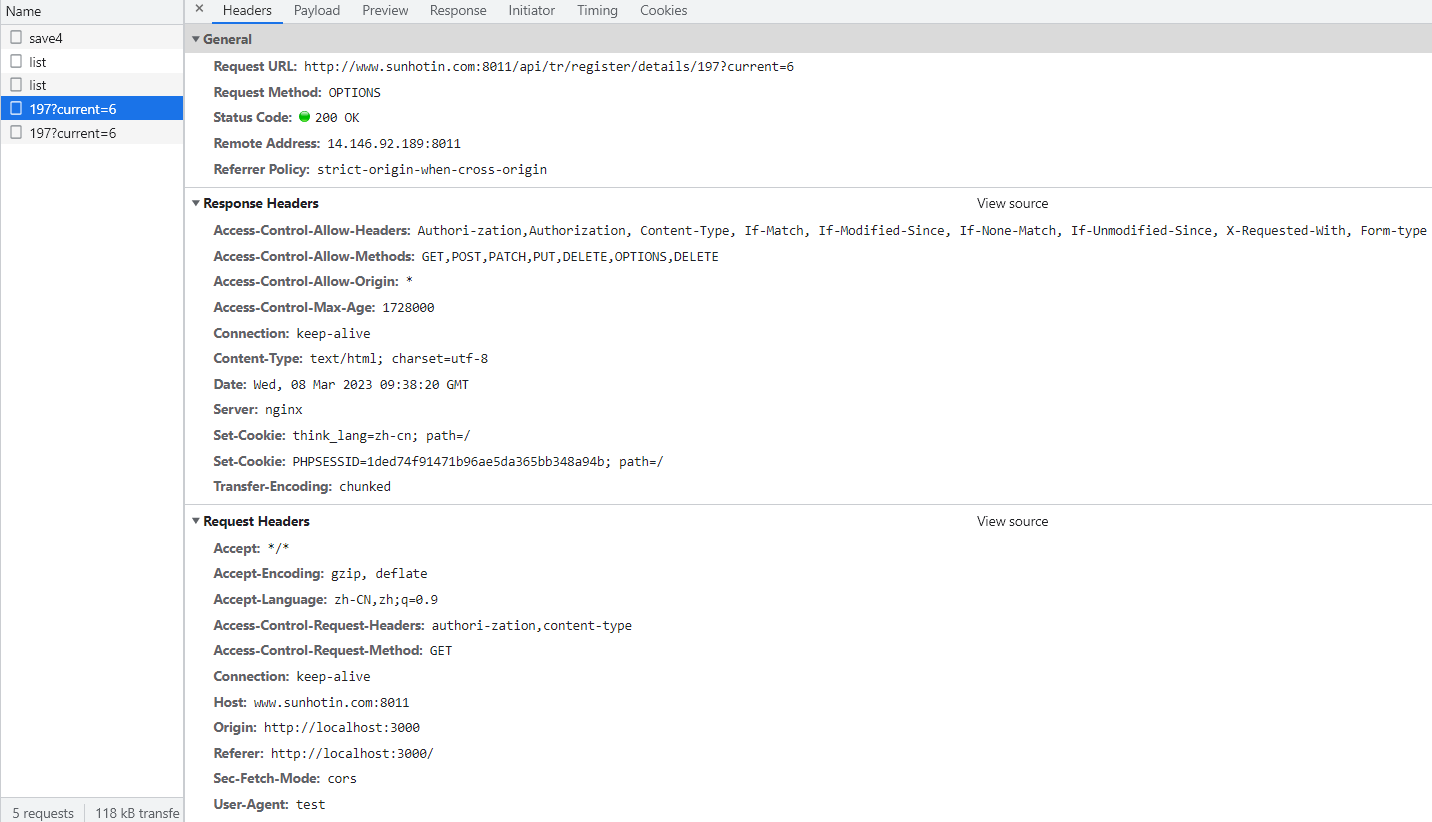 Name
save4
list
list
197?current=6
197?current=6
5 requests 118 kB transfe
× Headers Payload Preview Response Initiator Timing Cookies
▼ General
Request URL: http://www.sunhotin.com:8011/api/tr/register/details/197?current=6
Request Method: OPTIONS
Status Code: 200 OK
Remote Address: 14.146.92.189:8011
Referrer Policy: strict-origin-when-cross-origin
▼ Response Headers View source
Access-Control-Allow-Headers: Authori-zation,Authorization, Content-Type, If-Match, If-Modified-Since, If-None-Match, If-Unmodified-Since, X-Requested-With, Form-type
Access-Control-Allow-Methods: GET,POST,PATCH,PUT,DELETE,OPTIONS,DELETE
Access-Control-Allow-Origin: *
Access-Control-Max-Age: 1728000
Connection: keep-alive
Content-Type: text/html; charset=utf-8
Date: Wed, 08 Mar 2023 09:38:20 GMT
Server: nginx
Set-Cookie: think_lang=zh-cn; path=/
Set-Cookie: PHPSESSID=1ded74f91471b96ae5da365bb348a94b; path=/
Transfer-Encoding: chunked
▼ Request Headers View source
Accept: */*
Accept-Encoding: gzip, deflate
Accept-Language: zh-CN,zh;q=0.9
Access-Control-Request-Headers: authori-zation,content-type
Access-Control-Request-Method: GET
Connection: keep-alive
Host: www.sunhotin.com:8011
Origin: http://localhost:3000
Referer: http://localhost:3000/
Sec-Fetch-Mode: cors
User-Agent: test